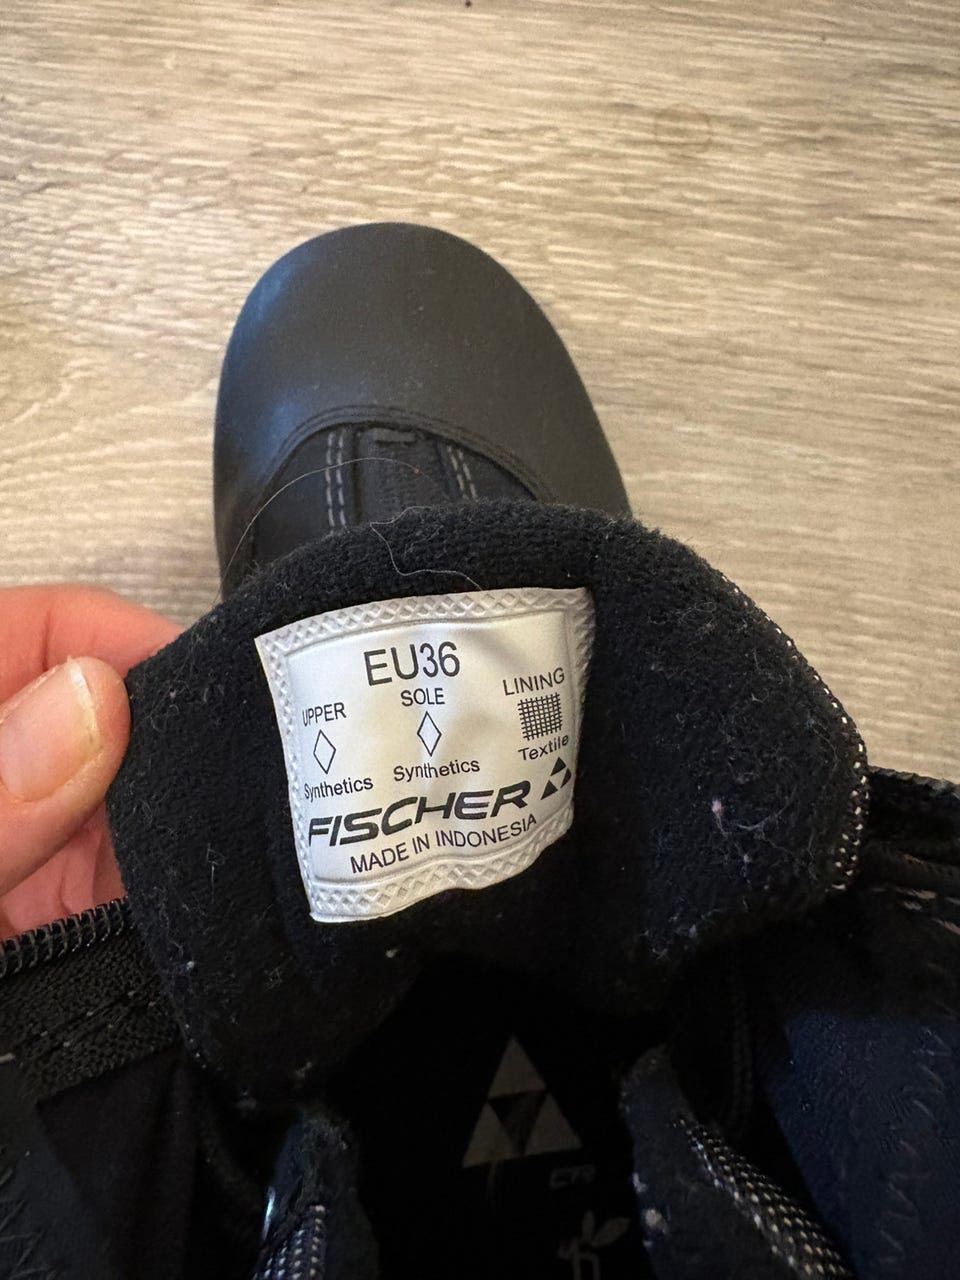 EU36
UPPER
SOLE
LINING
Synthetics
Synthetics
Textile
FISCHER
MADE IN INDONESIA